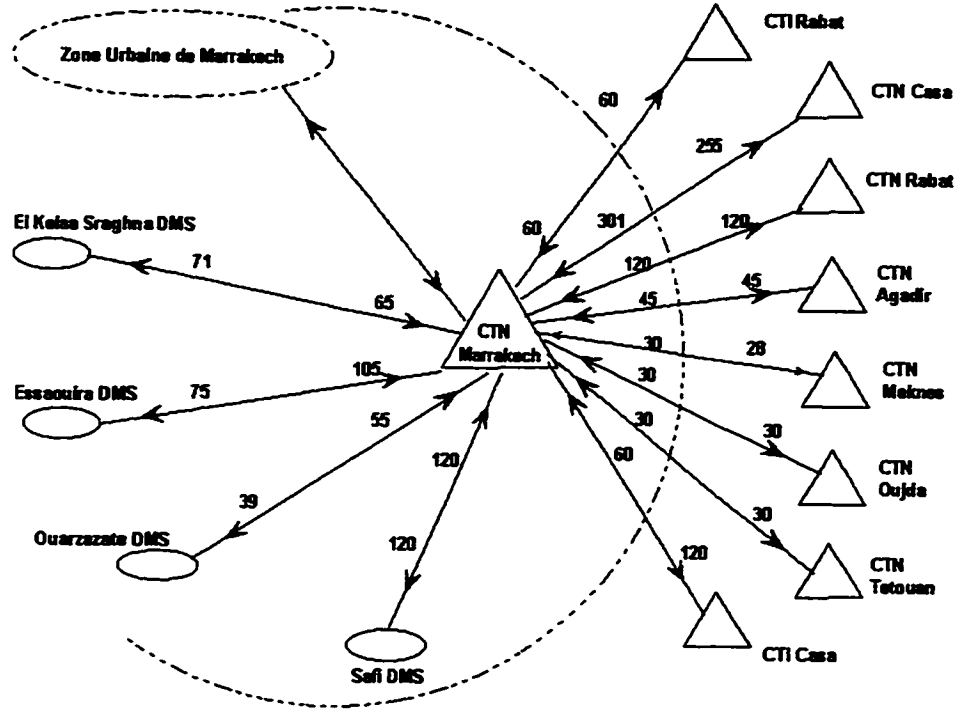 CTI Rabat
Zone Urbaine de Marrakech
CTN Casa
60
255
CTN Rabat
El Kelaa Sraghna DMS
301
60
120
120
71
CTN
Agadir
45
45
65
CTN
Marrakech
30
28
CTN
Meknes
105
30
Essaouira DMS
75
55
30
30
CTN
Oujda
120
60
39
30
Ouarzazate DMS
120
120
CTN
Tetouan
Safi DMS
CTI Casa